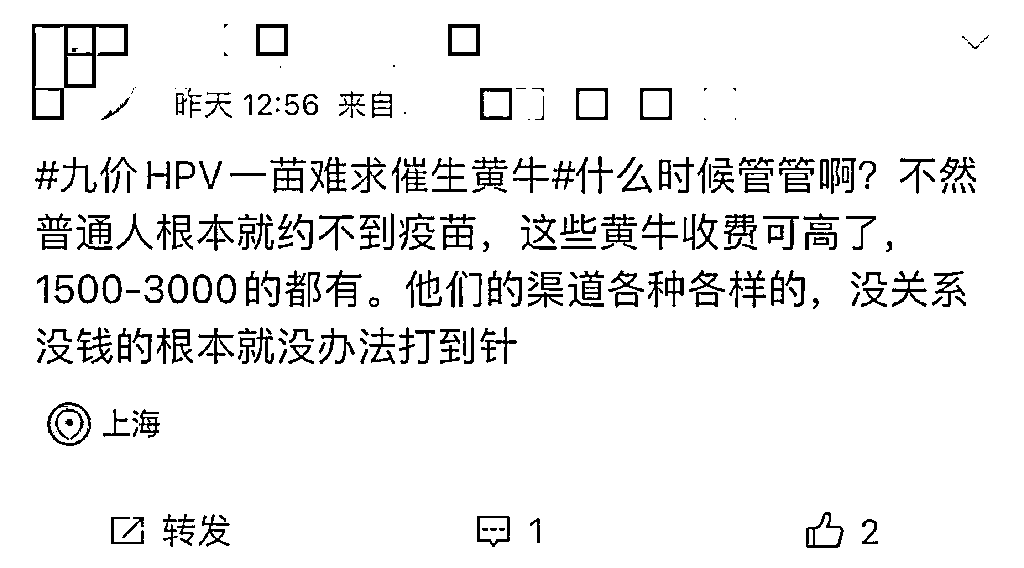 昨天 12:56 来自
#九价HPV一苗难求催生黄牛#什么时候管管啊？不然
普通人根本就约不到疫苗，这些黄牛收费可高了，
1500-3000的都有。他们的渠道各种各样的，没关系
没钱的根本就没办法打到针
上海
转发 1 2